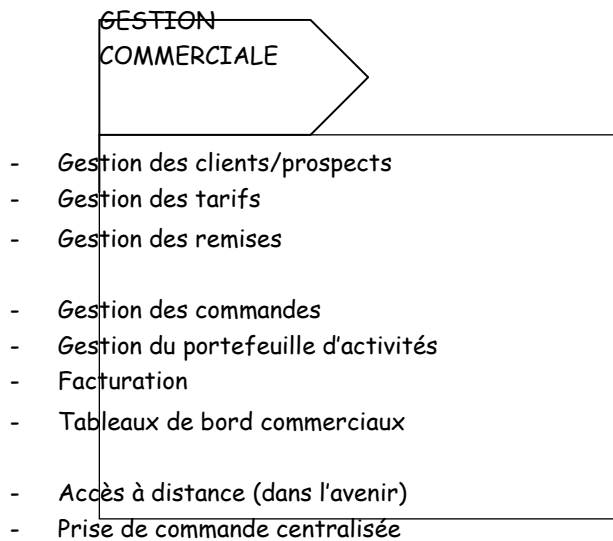 GESTION
COMMERCIALE
- Gestion des clients/prospects
- Gestion des tarifs
- Gestion des remises
- Gestion des commandes
- Gestion du portefeuille d’activités
- Facturation
- Tableaux de bord commerciaux
- Accès à distance (dans l’avenir)
- Prise de commande centralisée